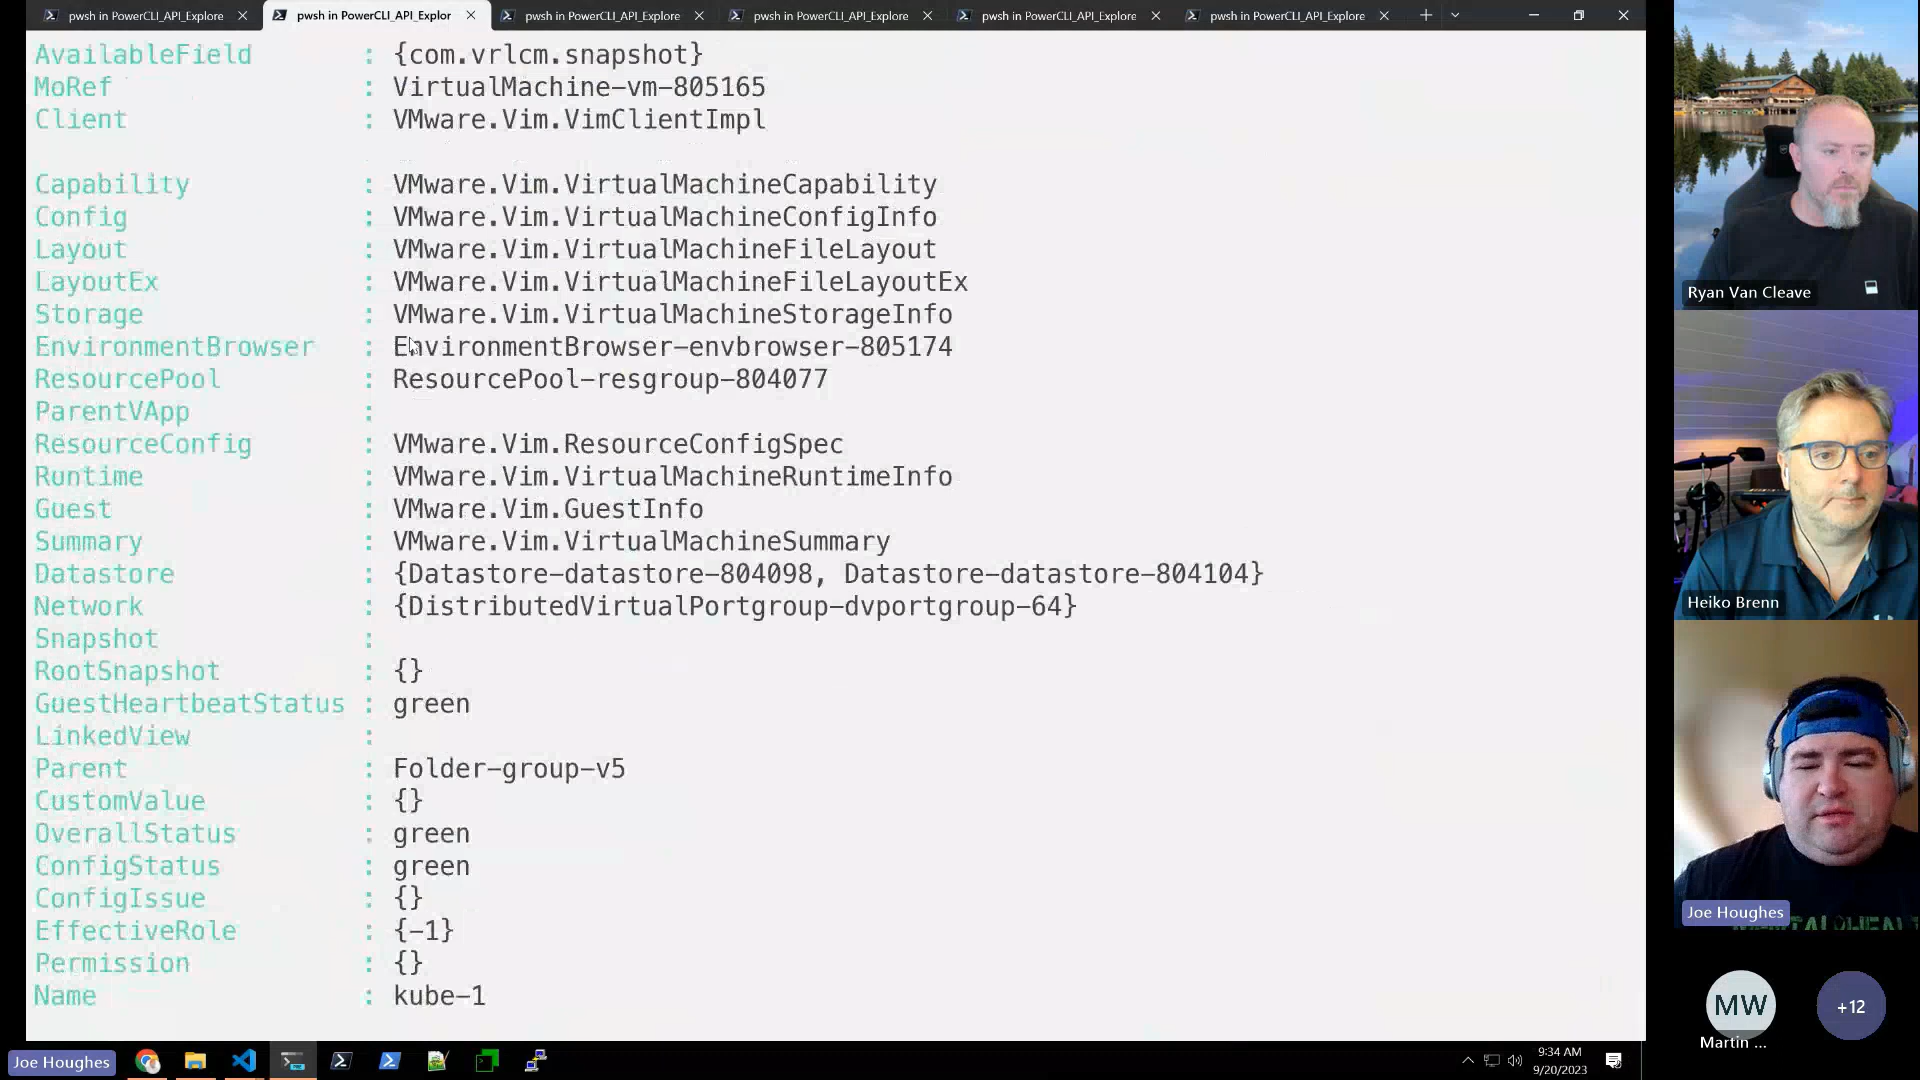 pwsh in PowerCLI_API_Explore
pwsh in PowerCLI_API_Explor
pwsh in PowerCLI_API_Explore
pwsh in PowerCLI_API_Explore
pwsh in PowerCLI_API_Explore
pwsh in PowerCLI_API_Explore
AvailableField : {com.vrlcm.snapshot}
MoRef : VirtualMachine-vm-805165
Client : VMware.Vim.VimClientImpl
Capability : VMware.Vim.VirtualMachineCapability
Config : VMware.Vim.VirtualMachineConfigInfo
Layout : VMware.Vim.VirtualMachineFileLayout
LayoutEx : VMware.Vim.VirtualMachineFileLayoutEx
Storage : VMware.Vim.VirtualMachineStorageInfo
EnvironmentBrowser : EnvironmentBrowser-envbrowser-805174
ResourcePool : ResourcePool-resgroup-804077
ParentVApp :
ResourceConfig : VMware.Vim.ResourceConfigSpec
Runtime : VMware.Vim.VirtualMachineRuntimeInfo
Guest : VMware.Vim.GuestInfo
Summary : VMware.Vim.VirtualMachineSummary
Datastore : {Datastore-datastore-804098, Datastore-datastore-804104}
Network : {DistributedVirtualPortgroup-dvportgroup-64}
Snapshot :
RootSnapshot : {}
GuestHeartbeatStatus : green
LinkedView :
Parent : Folder-group-v5
CustomValue : {}
OverallStatus : green
ConfigStatus : green
ConfigIssue : {}
EffectiveRole : {-1}
Permission : {}
Name : kube-1
Ryan Van Cleave
Heiko Brenn
Joe Houghes
MW
+12
Martin ...
Joe Houghes
9:34 AM
9/20/2023